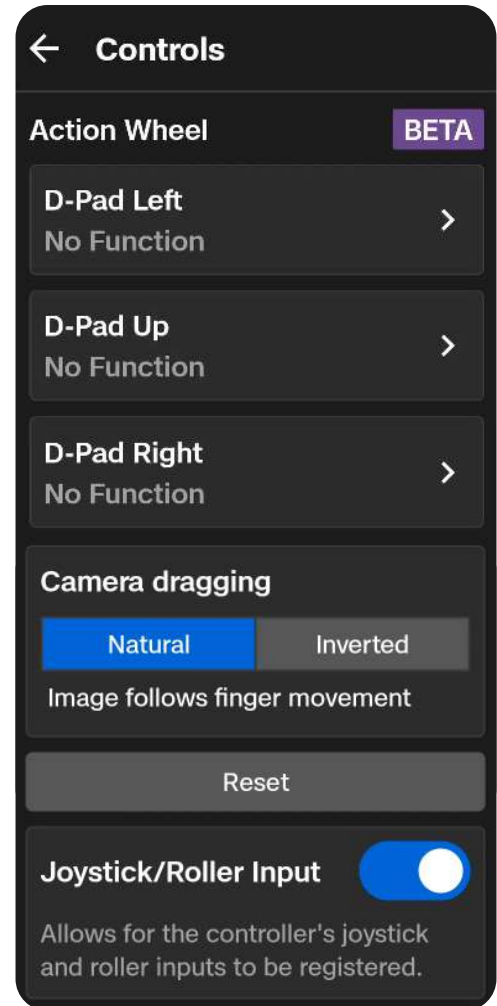 Controls
Action Wheel BETA
D-Pad Left
No Function
D-Pad Up
No Function
D-Pad Right
No Function
Camera dragging
Natural Inverted
Image follows finger movement
Reset
Joystick/Roller Input
Allows for the controller's joystick
and roller inputs to be registered.